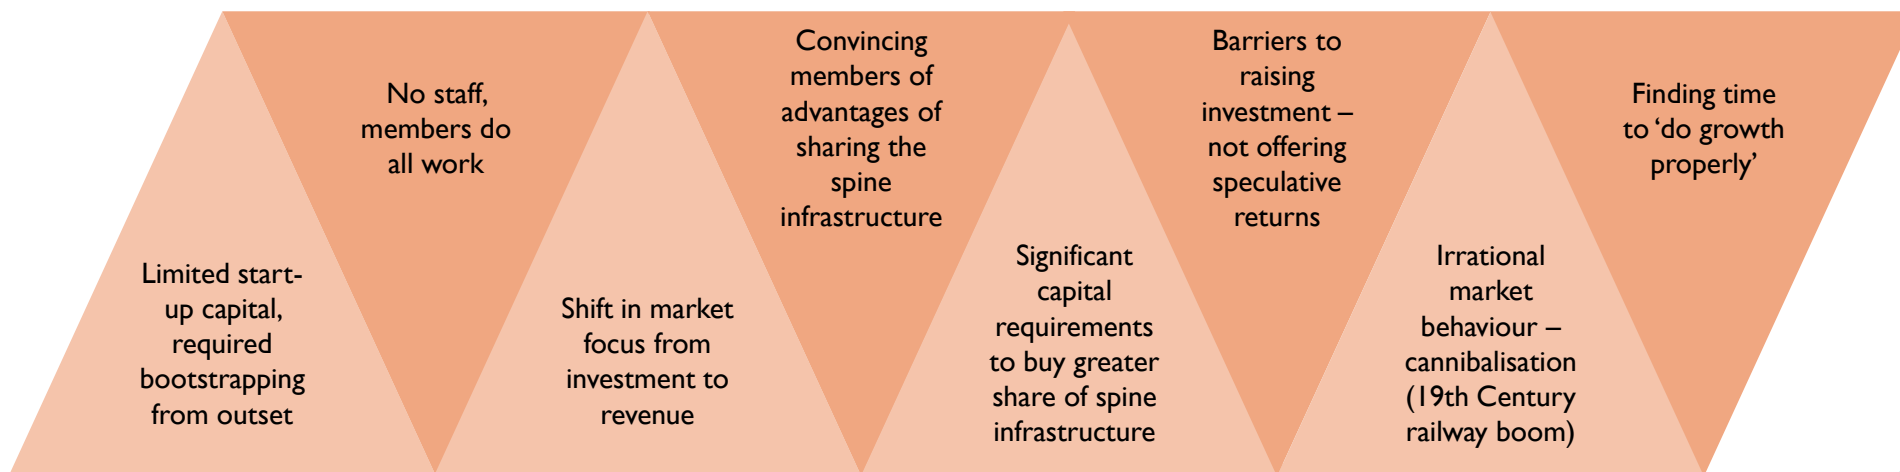 Limited start-
up capital,
required
bootstrapping
from outset
No staff,
members do
all work
Shift in market
focus from
investment to
revenue
Convincing
members of
advantages of
sharing the
spine
infrastructure
Significant
capital
requirements
to buy greater
share of spine
infrastructure
Barriers to
raising
investment –
not offering
speculative
returns
Irrational
market
behaviour –
cannibalisation
(19th Century
railway boom)
Finding time
to ‘do growth
properly’